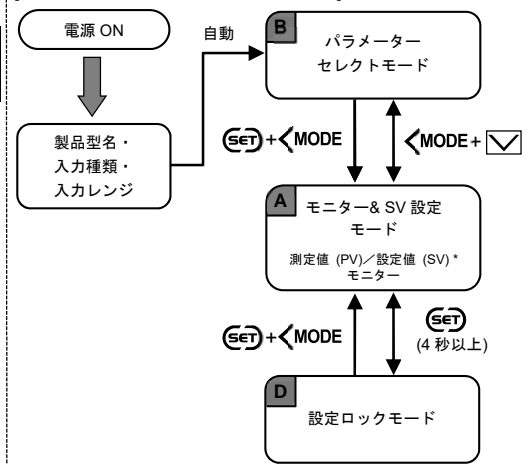 電源 ON
自動
B
パラメーター
セレクトモード
製品型名・
入力種類・
入力レンジ
SET+<MODE
<MODE+
A
モニター& SV 設定
モード
測定値 (PV)／設定値 (SV) *
モニター
SET+<MODE
SET
(4 秒以上)
D
設定ロックモード